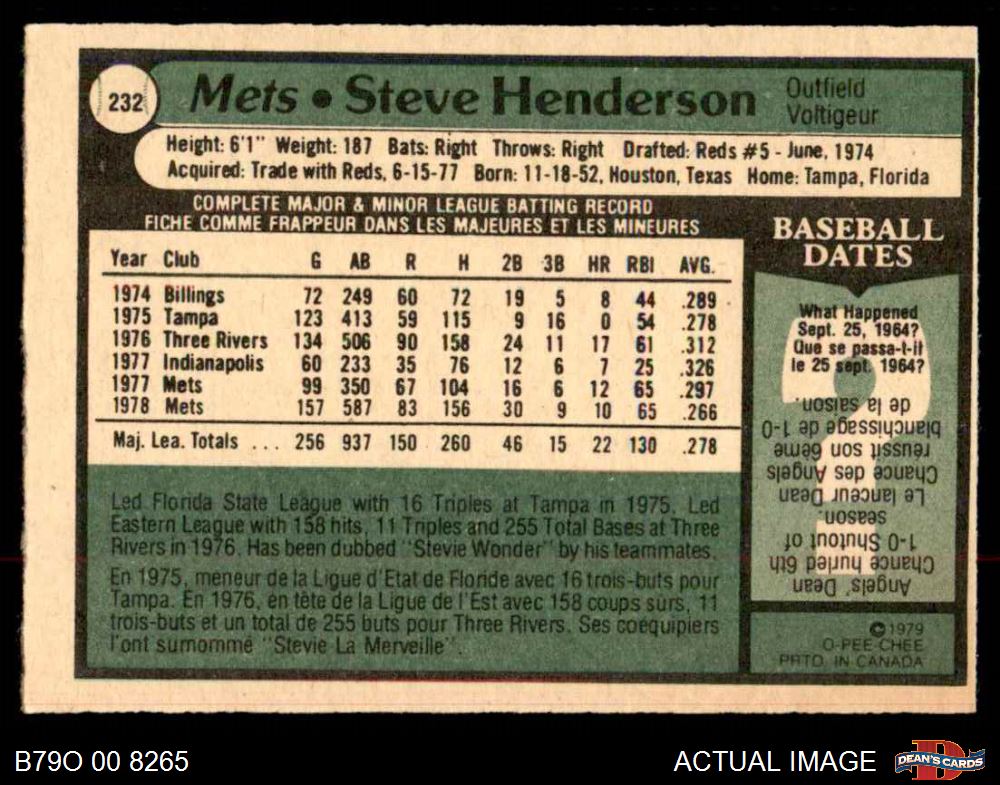 232
Mets • Steve Henderson
Outfield
Voltigeur
Height: 6'1" Weight: 187 Bats: Right Throws: Right Drafted: Reds #5 - June, 1974
Acquired: Trade with Reds, 6-15-77 Born: 11-18-52, Houston, Texas Home: Tampa, Florida
COMPLETE MAJOR & MINOR LEAGUE BATTING RECORD
FICHE COMME FRAPPEUR DANS LES MAJEURES ET LES MINEURES
Year Club G AB R H 2B 3B HR RBI AVG.
1974 Billings 72 249 60 72 19 5 8 44 .289
1975 Tampa 123 413 59 115 9 16 0 54 .278
1976 Three Rivers 134 506 90 158 24 11 17 61 .312
1977 Indianapolis 60 233 35 76 12 6 7 25 .326
1977 Mets 99 350 67 104 16 6 12 65 .297
1978 Mets 157 587 83 156 30 9 10 65 .266
Maj. Lea. Totals ... 256 937 150 260 46 15 22 130 .278
Led Florida State League with 16 Triples at Tampa in 1975. Led
Eastern League with 158 hits, 11 Triples and 255 Total Bases at Three
Rivers in 1976. Has been dubbed "Stevie Wonder" by his teammates.
En 1975, meneur de la Ligue d'Etat de Floride avec 16 trois-buts pour
Tampa. En 1976, en tête de la Ligue de l'Est avec 158 coups surs, 11
trois-buts et un total de 255 buts pour Three Rivers. Ses coéquipiers
l'ont surnommé "Stevie La Merveille".
BASEBALL
DATES
What Happened
Sept. 25, 1964?
Que se passa-t-il
le 25 sept. 1964?
Angels' Dean
Chance hurled 6th
1-0 Shutout of
season.
Le lanceur Dean
Chance des Angels
réussit son 6ème
blanchissage de 1-0
de la saison.
©1979
O-PEE-CHEE
PRTD. IN CANADA
B79O 00 8265
ACTUAL IMAGE
D
DEAN'S CARDS